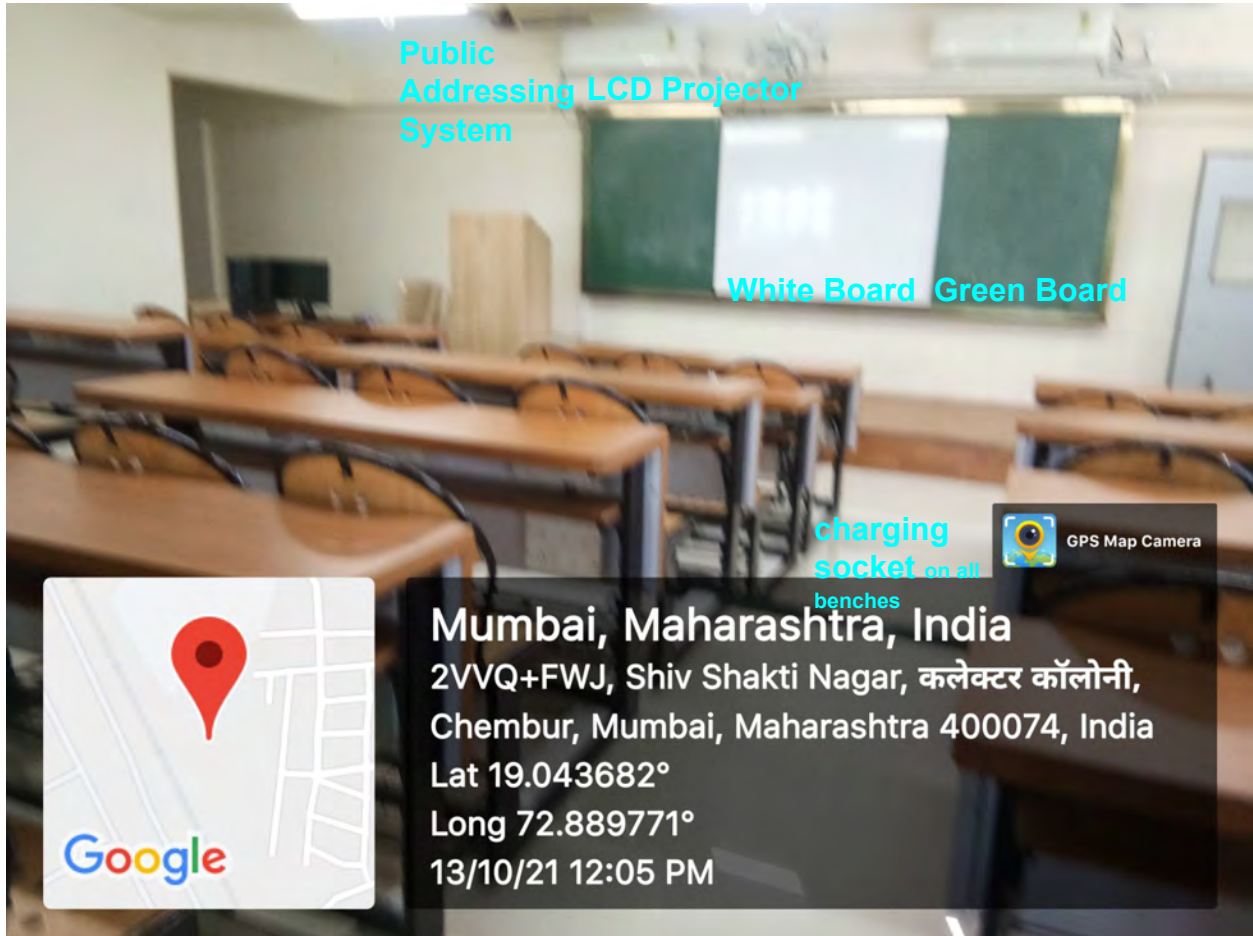 Public
Addressing
System
LCD Projector
White Board
Green Board
charging
socket on all
benches
GPS Map Camera
Mumbai, Maharashtra, India
2VVQ+FWJ, Shiv Shakti Nagar, कलेक्टर कॉलोनी,
Chembur, Mumbai, Maharashtra 400074, India
Lat 19.043682°
Long 72.889771°
13/10/21 12:05 PM
Google